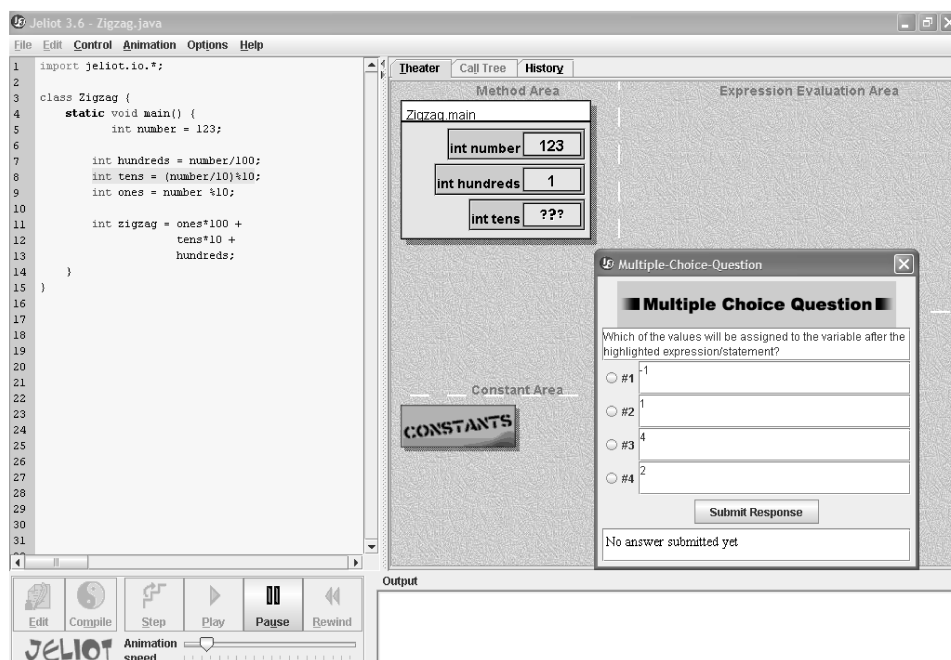 Jeliot 3.6 - Zigzag.java
File Edit Control Animation Options Help
1 import jeliot.io.*;
2
3 class Zigzag {
4 static void main() {
5 int number = 123;
6
7 int hundreds = number/100;
8 int tens = (number/10)%10;
9 int ones = number %10;
10
11 int zigzag = ones*100 +
12 tens*10 +
13 hundreds;
14 }
15 }
16
17
18
19
20
21
22
23
24
25
26
27
28
29
30
31
Theater Call Tree History
Method Area
Expression Evaluation Area
Zigzag.main
int number 123
int hundreds 1
int tens ???
Constant Area
CONSTANTS
Multiple-Choice-Question
Multiple Choice Question
Which of the values will be assigned to the variable after the
highlighted expression/statement?
#1 -1
#2 1
#3 4
#4 2
Submit Response
No answer submitted yet
Edit Compile Step Play Pause Rewind
JELIOT
Animation
speed
Output